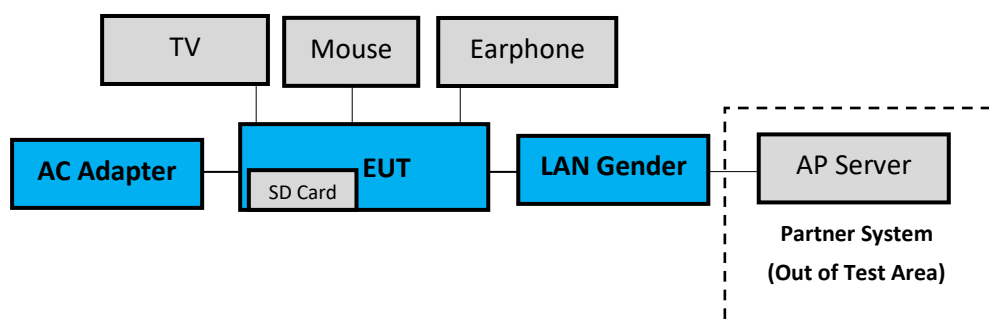 TV
Mouse
Earphone
AC Adapter
EUT
SD Card
LAN Gender
AP Server
Partner System
(Out of Test Area)